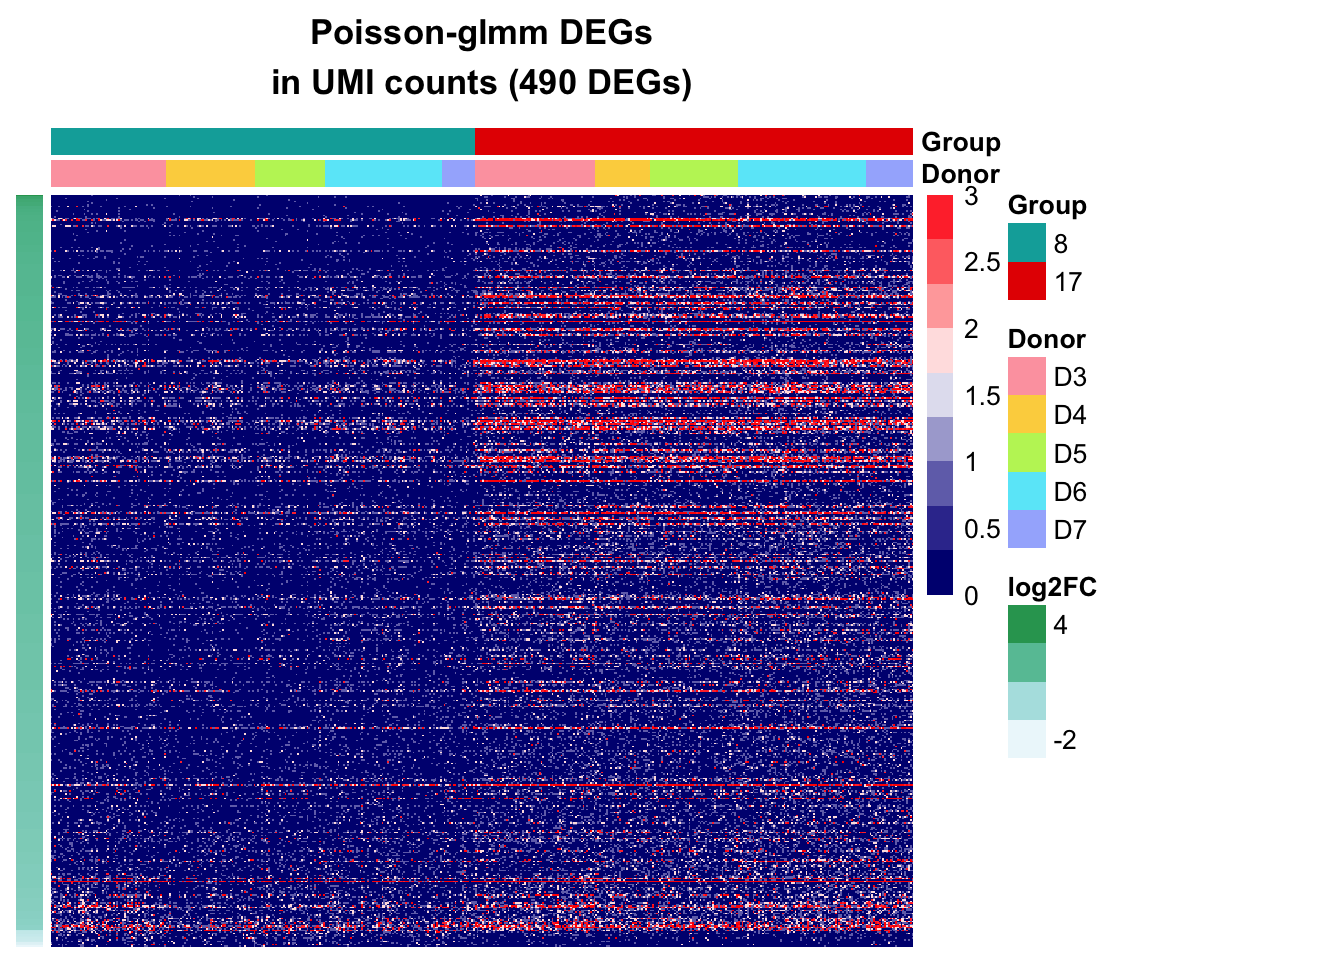 Poisson-glmm DEGs
in UMI counts (490 DEGs)
Group
Donor
3
2.5
2
1.5
1
0.5
0
Group
8
17
Donor
D3
D4
D5
D6
D7
log2FC
4
-2